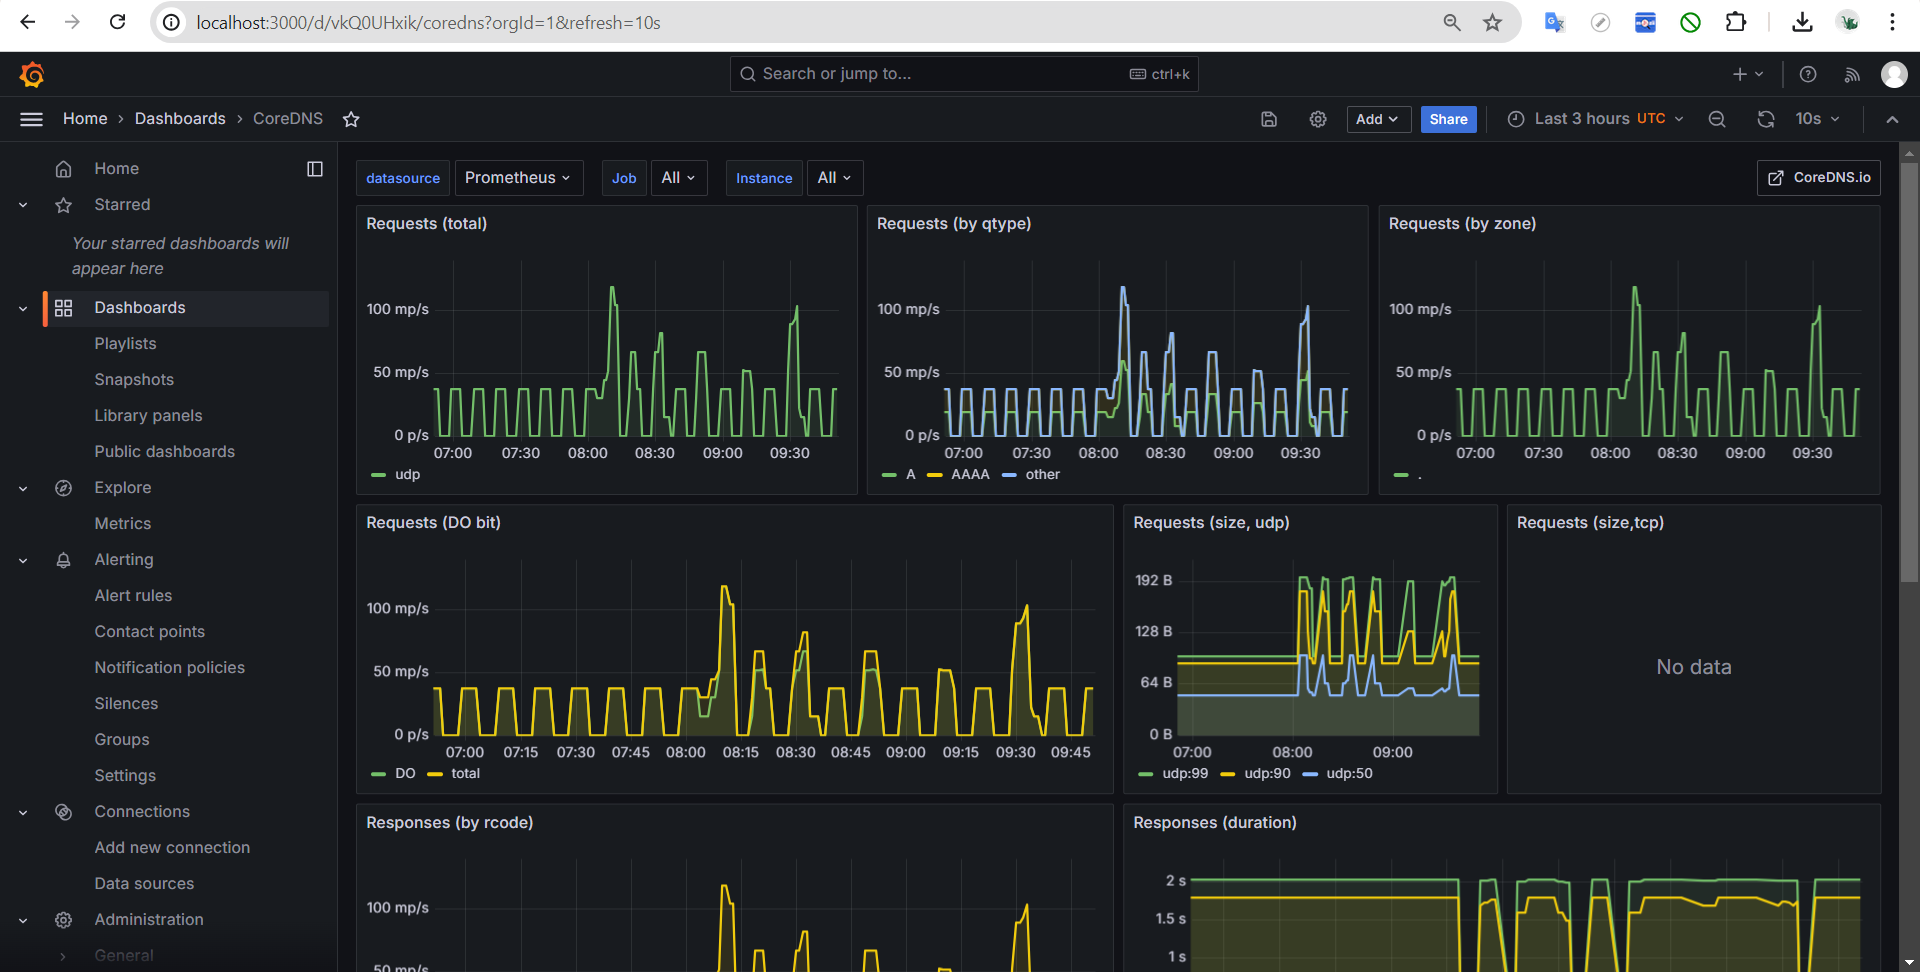 localhost:3000/d/vkQ0UHxik/coredns?orgId=1&refresh=10s
Search or jump to...
ctrl+k
Home › Dashboards › CoreDNS
Add
Share
Last 3 hours UTC
10s
Home
Starred
Your starred dashboards will
appear here
Dashboards
Playlists
Snapshots
Library panels
Public dashboards
Explore
Metrics
Alerting
Alert rules
Contact points
Notification policies
Silences
Groups
Settings
Connections
Add new connection
Data sources
Administration
General
datasource Prometheus Job All Instance All
CoreDNS.io
Requests (total)
100 mp/s
50 mp/s
0 p/s
07:00 07:30 08:00 08:30 09:00 09:30
udp
Requests (by qtype)
100 mp/s
50 mp/s
0 p/s
07:00 07:30 08:00 08:30 09:00 09:30
A AAAA other
Requests (by zone)
100 mp/s
50 mp/s
0 p/s
07:00 07:30 08:00 08:30 09:00 09:30
.
Requests (DO bit)
100 mp/s
50 mp/s
0 p/s
07:00 07:15 07:30 07:45 08:00 08:15 08:30 08:45 09:00 09:15 09:30 09:45
DO total
Requests (size, udp)
192 B
128 B
64 B
0 B
07:00 08:00 09:00
udp:99 udp:90 udp:50
Requests (size,tcp)
No data
Responses (by rcode)
100 mp/s
50 mp/s
Responses (duration)
2 s
1.5 s
1 s